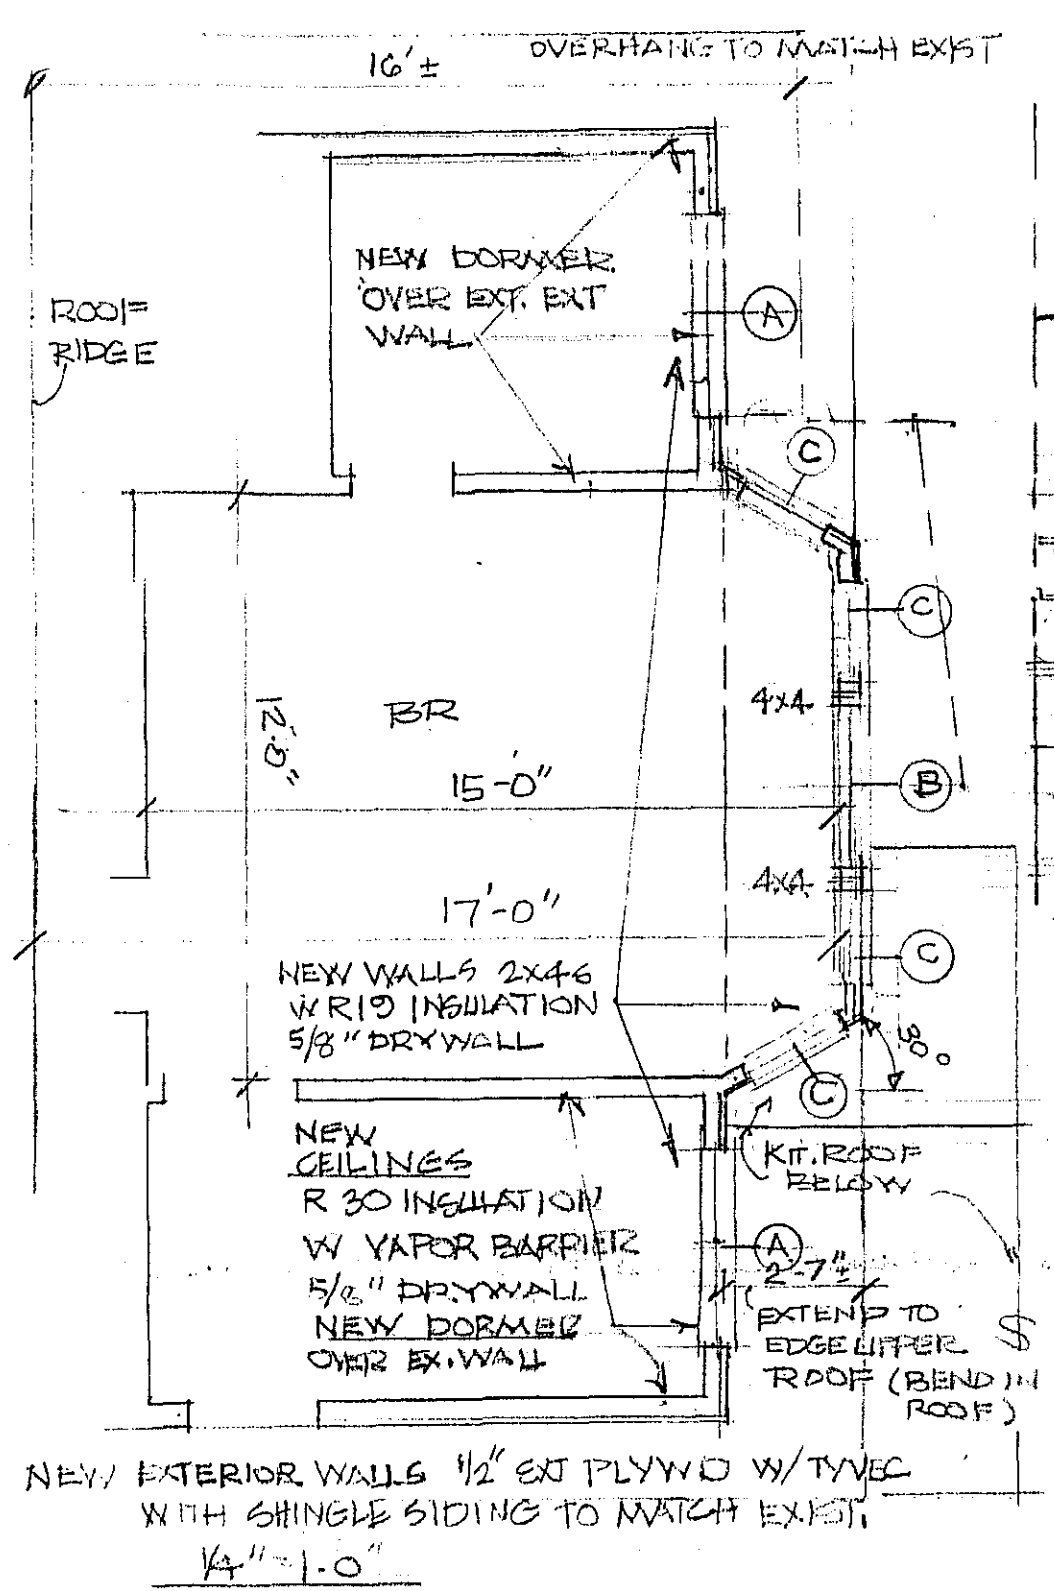 OVERHANG TO MATCH EXIST
16' ±
NEW DORMER
OVER EXT. EXT
WALL
A
ROOF
RIDGE
C
C
12'-0"
BR
4x4
15-0"
B
4x4
17'-0"
C
NEW WALLS 2x4s
W R19 INSULATION
5/8" DRYWALL
30°
C
NEW
CEILINGS
R 30 INSULATION
W VAPOR BARRIER
5/8" DRYWALL
NEW DORMER
OVER EX. WALL
KIT. ROOF
BELOW
A
2-7"±
EXTEND TO
EDGE UPPER
ROOF (BEND IN
ROOF)
NEW EXTERIOR WALLS 1/2" EXT PLYWD W/ TYVEC
WITH SHINGLE SIDING TO MATCH EXIST.
1/4" = 1-0"